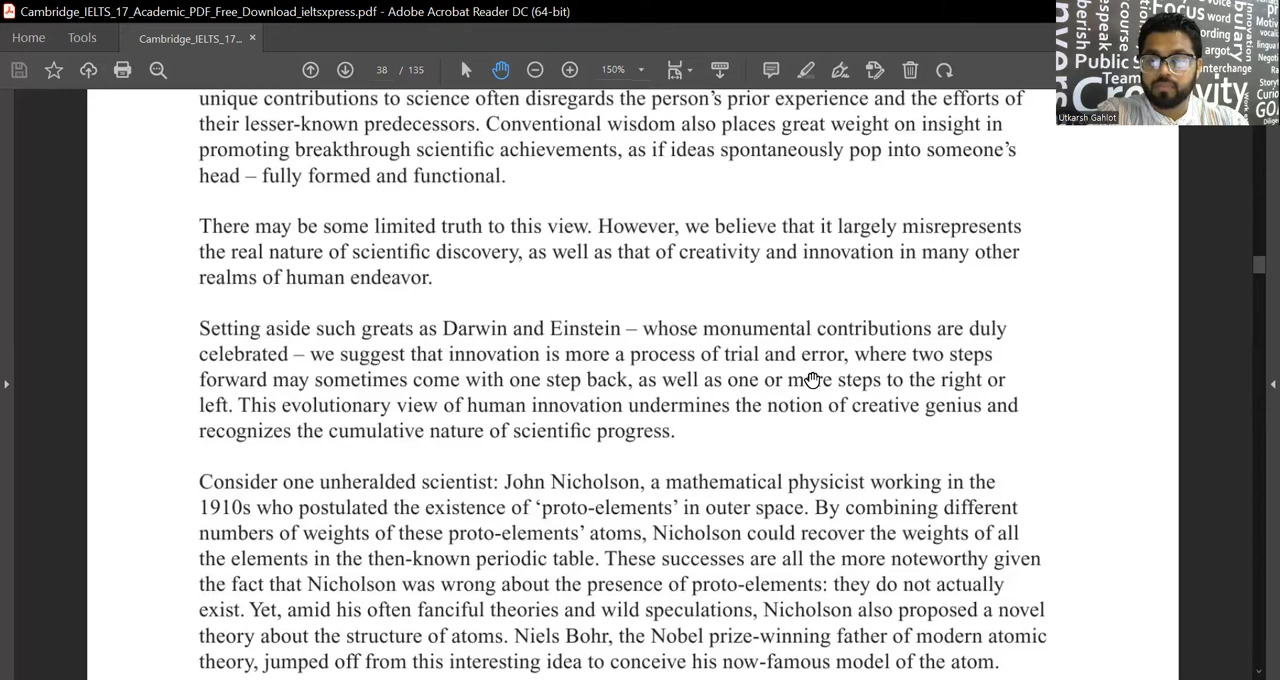 Cambridge_IELTS_17_Academic_PDF_Free_Download_ieltsxpress.pdf - Adobe Acrobat Reader DC (64-bit)
Home Tools Cambridge_IELTS_17... ×
38 / 135 150%
unique contributions to science often disregards the person's prior experience and the efforts of
their lesser-known predecessors. Conventional wisdom also places great weight on insight in
promoting breakthrough scientific achievements, as if ideas spontaneously pop into someone's
head – fully formed and functional.
There may be some limited truth to this view. However, we believe that it largely misrepresents
the real nature of scientific discovery, as well as that of creativity and innovation in many other
realms of human endeavor.
Setting aside such greats as Darwin and Einstein – whose monumental contributions are duly
celebrated – we suggest that innovation is more a process of trial and error, where two steps
forward may sometimes come with one step back, as well as one or more steps to the right or
left. This evolutionary view of human innovation undermines the notion of creative genius and
recognizes the cumulative nature of scientific progress.
Consider one unheralded scientist: John Nicholson, a mathematical physicist working in the
1910s who postulated the existence of 'proto-elements' in outer space. By combining different
numbers of weights of these proto-elements' atoms, Nicholson could recover the weights of all
the elements in the then-known periodic table. These successes are all the more noteworthy given
the fact that Nicholson was wrong about the presence of proto-elements: they do not actually
exist. Yet, amid his often fanciful theories and wild speculations, Nicholson also proposed a novel
theory about the structure of atoms. Niels Bohr, the Nobel prize-winning father of modern atomic
theory, jumped off from this interesting idea to conceive his now-famous model of the atom.
Focus
word
speak
course
Public
argot
interchange
Utkarsh Gahlot